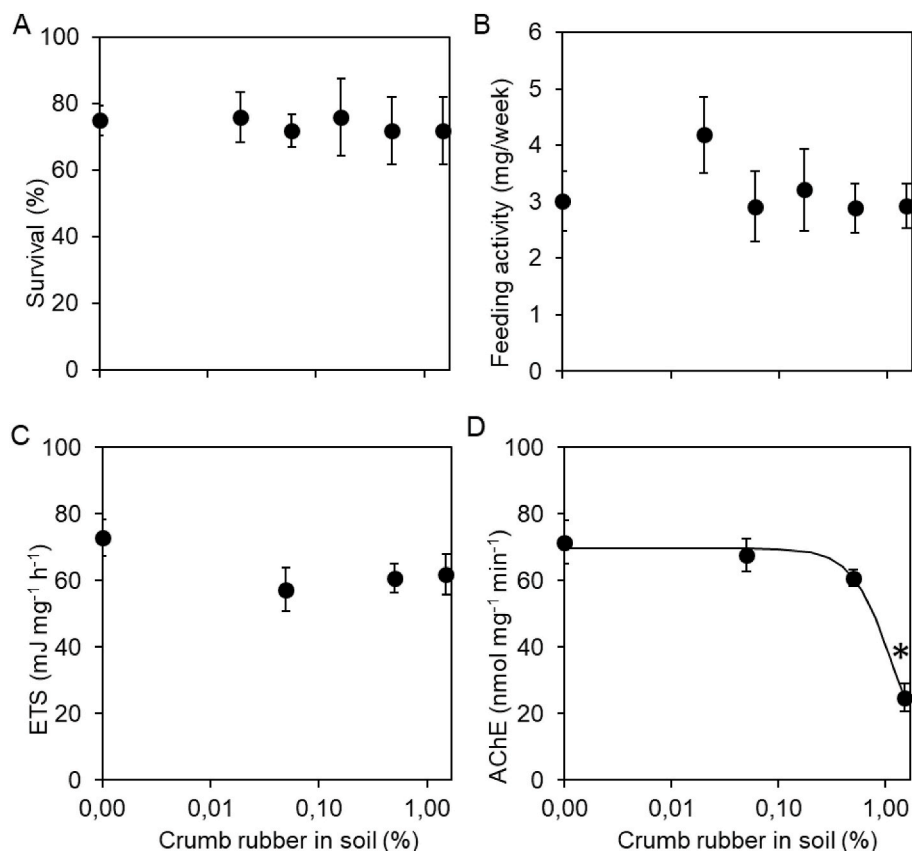 A
100
80
60
40
20
0
Survival (%)
B
6
5
4
3
2
1
0
Feeding activity (mg/week)
C
100
80
60
40
20
0
ETS (mJ mg⁻¹ h⁻¹)
0,00 0,01 0,10 1,00
Crumb rubber in soil (%)
D
100
80
60
40
20
0
AChE (nmol mg⁻¹ min⁻¹)
*
0,00 0,01 0,10 1,00
Crumb rubber in soil (%)